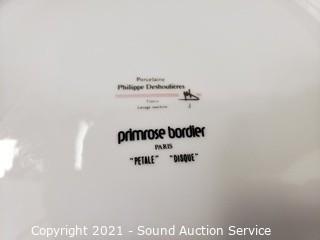 Porcelaine
Philippe Deshoulières
France
Lavage machine
primrose bordier
PARIS
"PETALE" "DISQUE"
Copyright 2021 - Sound Auction Service